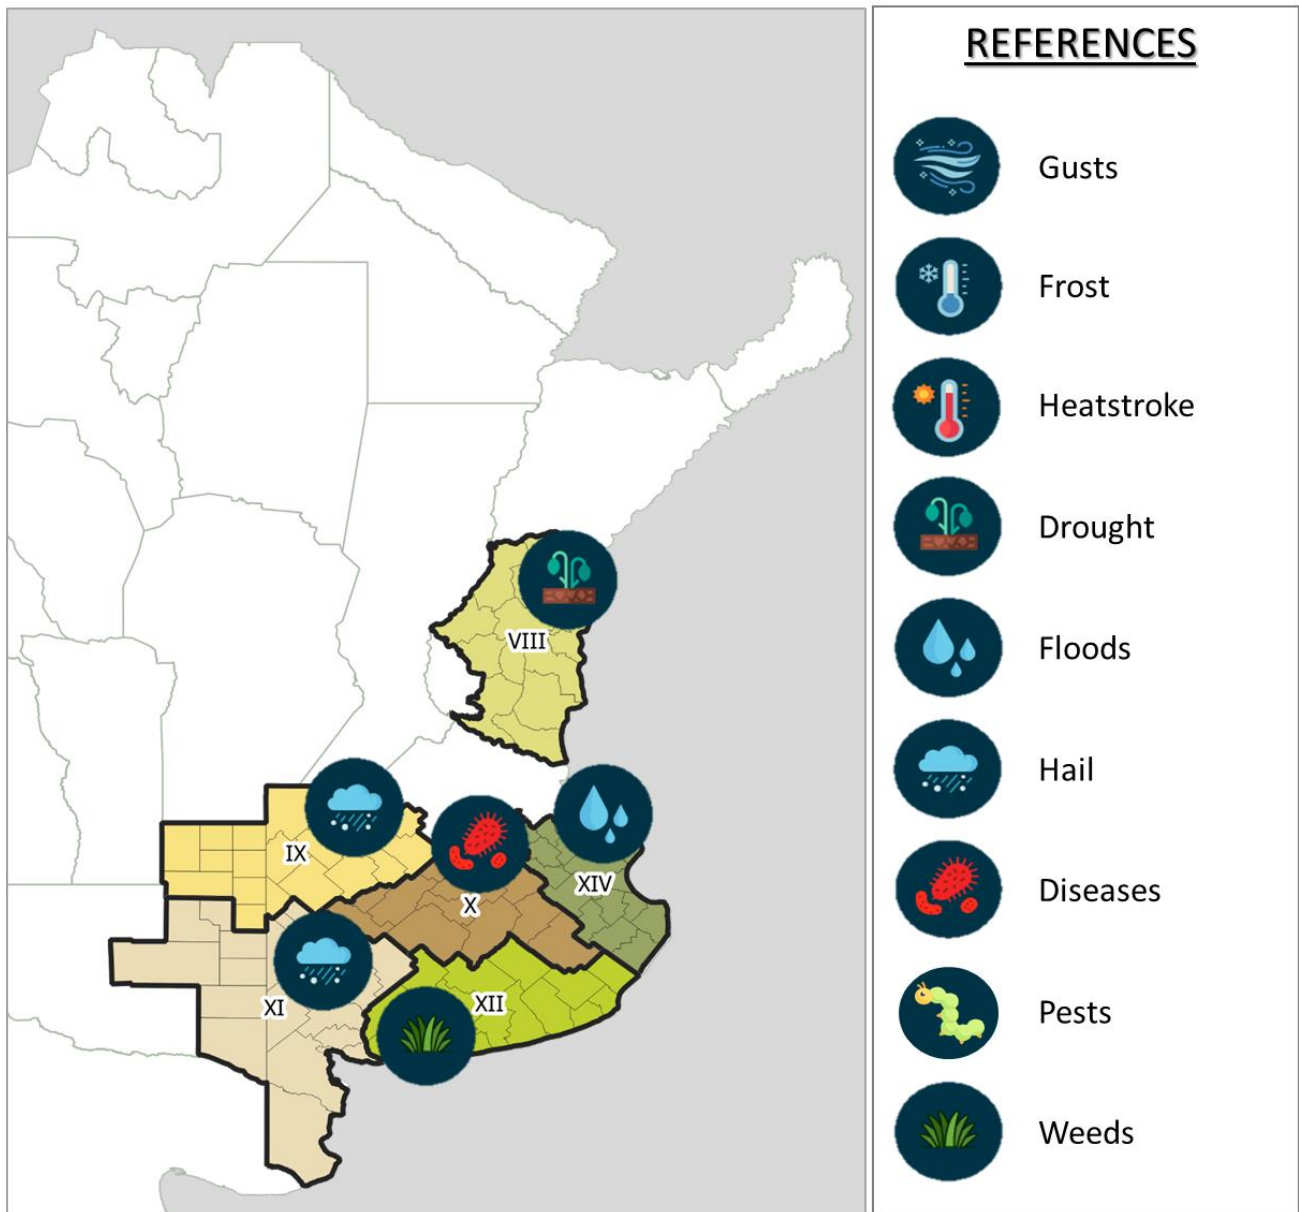 REFERENCES
Gusts
Frost
Heatstroke
Drought
Floods
Hail
Diseases
Pests
Weeds
VIII
IX
X
XIV
XI
XII